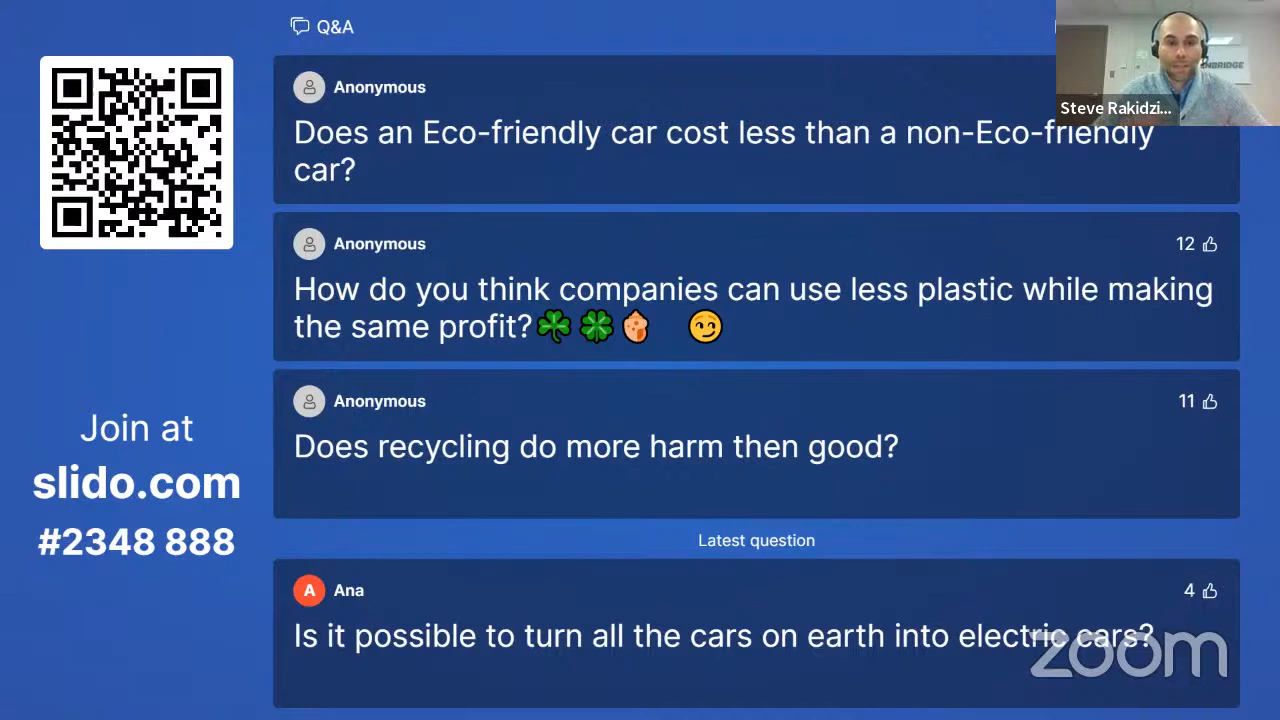 Q&A
Anonymous
Does an Eco-friendly car cost less than a non-Eco-friendly
car?
Anonymous
12
How do you think companies can use less plastic while making
the same profit?☘️🍀🥔 😏
Anonymous
11
Does recycling do more harm then good?
Latest question
A
Ana
4
Is it possible to turn all the cars on earth into electric cars?
Join at
slido.com
#2348 888
Steve Rakidzi...
NBRIDGE
zoom